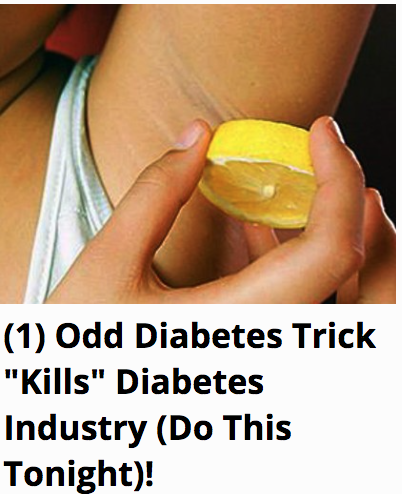 (1) Odd Diabetes Trick
"Kills" Diabetes
Industry (Do This
Tonight)!